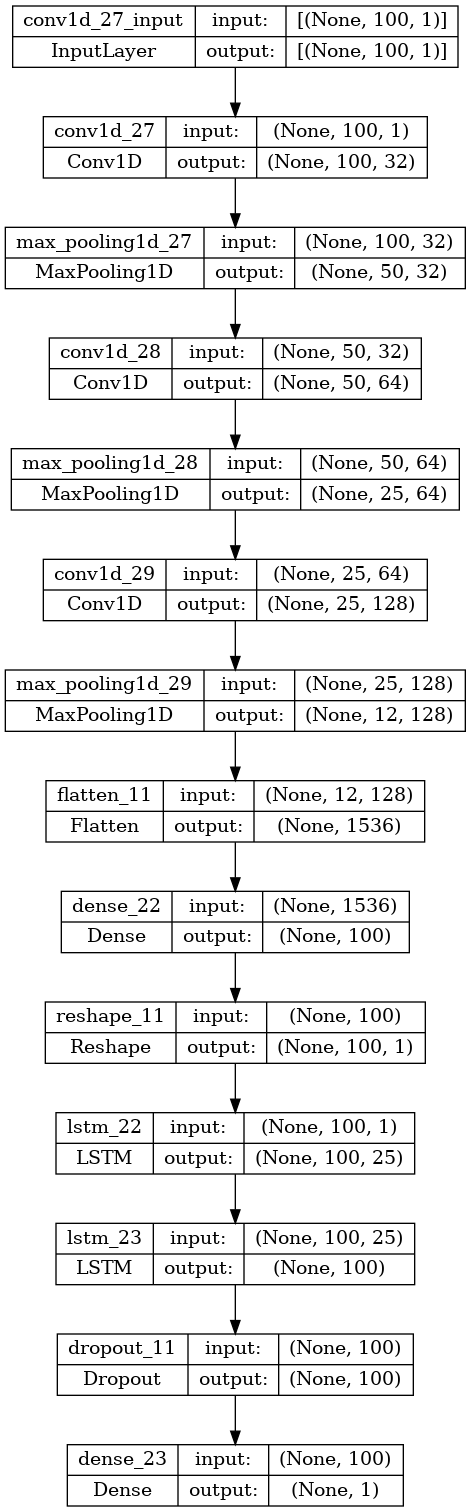 conv1d_27_input input: [(None, 100, 1)]
InputLayer output: [(None, 100, 1)]
conv1d_27 input: (None, 100, 1)
Conv1D output: (None, 100, 32)
max_pooling1d_27 input: (None, 100, 32)
MaxPooling1D output: (None, 50, 32)
conv1d_28 input: (None, 50, 32)
Conv1D output: (None, 50, 64)
max_pooling1d_28 input: (None, 50, 64)
MaxPooling1D output: (None, 25, 64)
conv1d_29 input: (None, 25, 64)
Conv1D output: (None, 25, 128)
max_pooling1d_29 input: (None, 25, 128)
MaxPooling1D output: (None, 12, 128)
flatten_11 input: (None, 12, 128)
Flatten output: (None, 1536)
dense_22 input: (None, 1536)
Dense output: (None, 100)
reshape_11 input: (None, 100)
Reshape output: (None, 100, 1)
lstm_22 input: (None, 100, 1)
LSTM output: (None, 100, 25)
lstm_23 input: (None, 100, 25)
LSTM output: (None, 100)
dropout_11 input: (None, 100)
Dropout output: (None, 100)
dense_23 input: (None, 100)
Dense output: (None, 1)